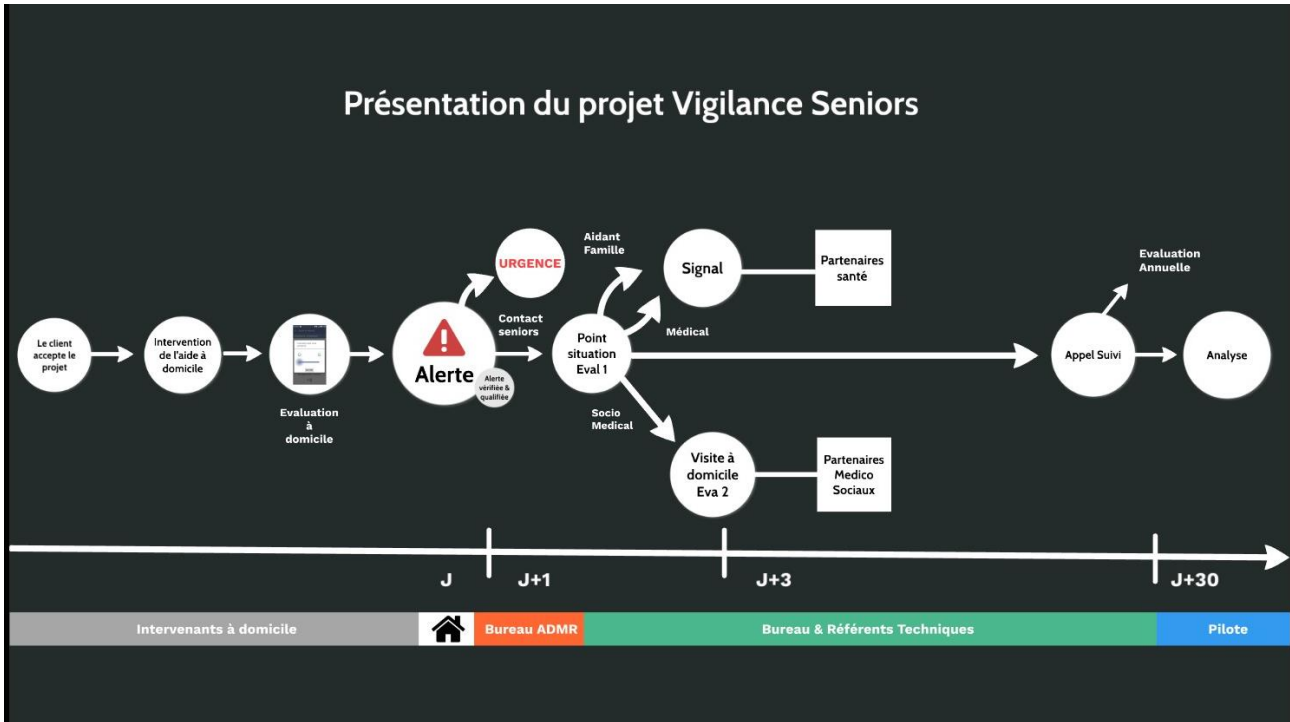 Présentation du projet Vigilance Seniors
Le client
accepte le
projet
Intervention
de l'aide à
domicile
Evaluation
à
domicile
Alerte
Alerte
vérifiée &
qualifiée
URGENCE
Contact
seniors
Point
situation
Eval 1
Aidant
Famille
Médical
Signal
Partenaires
santé
Socio
Medical
Visite à
domicile
Eva 2
Partenaires
Medico
Sociaux
Appel Suivi
Evaluation
Annuelle
Analyse
J
J+1
J+3
J+30
Intervenants à domicile
Bureau ADMR
Bureau & Référents Techniques
Pilote